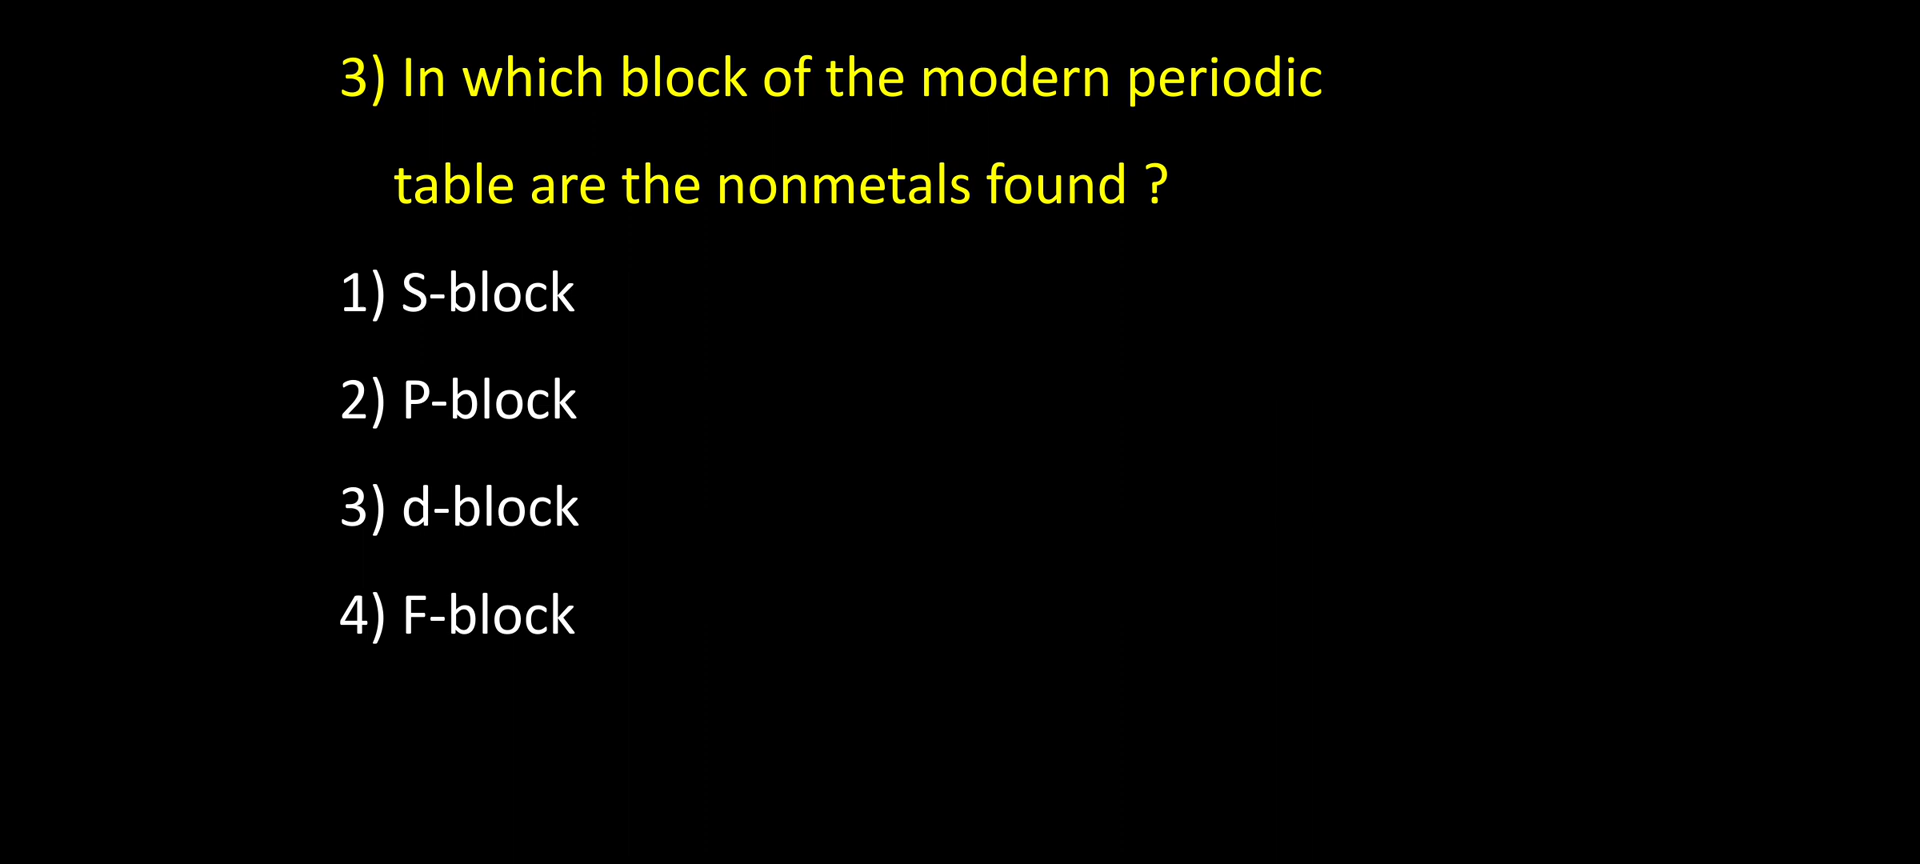 3) In which block of the modern periodic
table are the nonmetals found ?
1) S-block
2) P-block
3) d-block
4) F-block